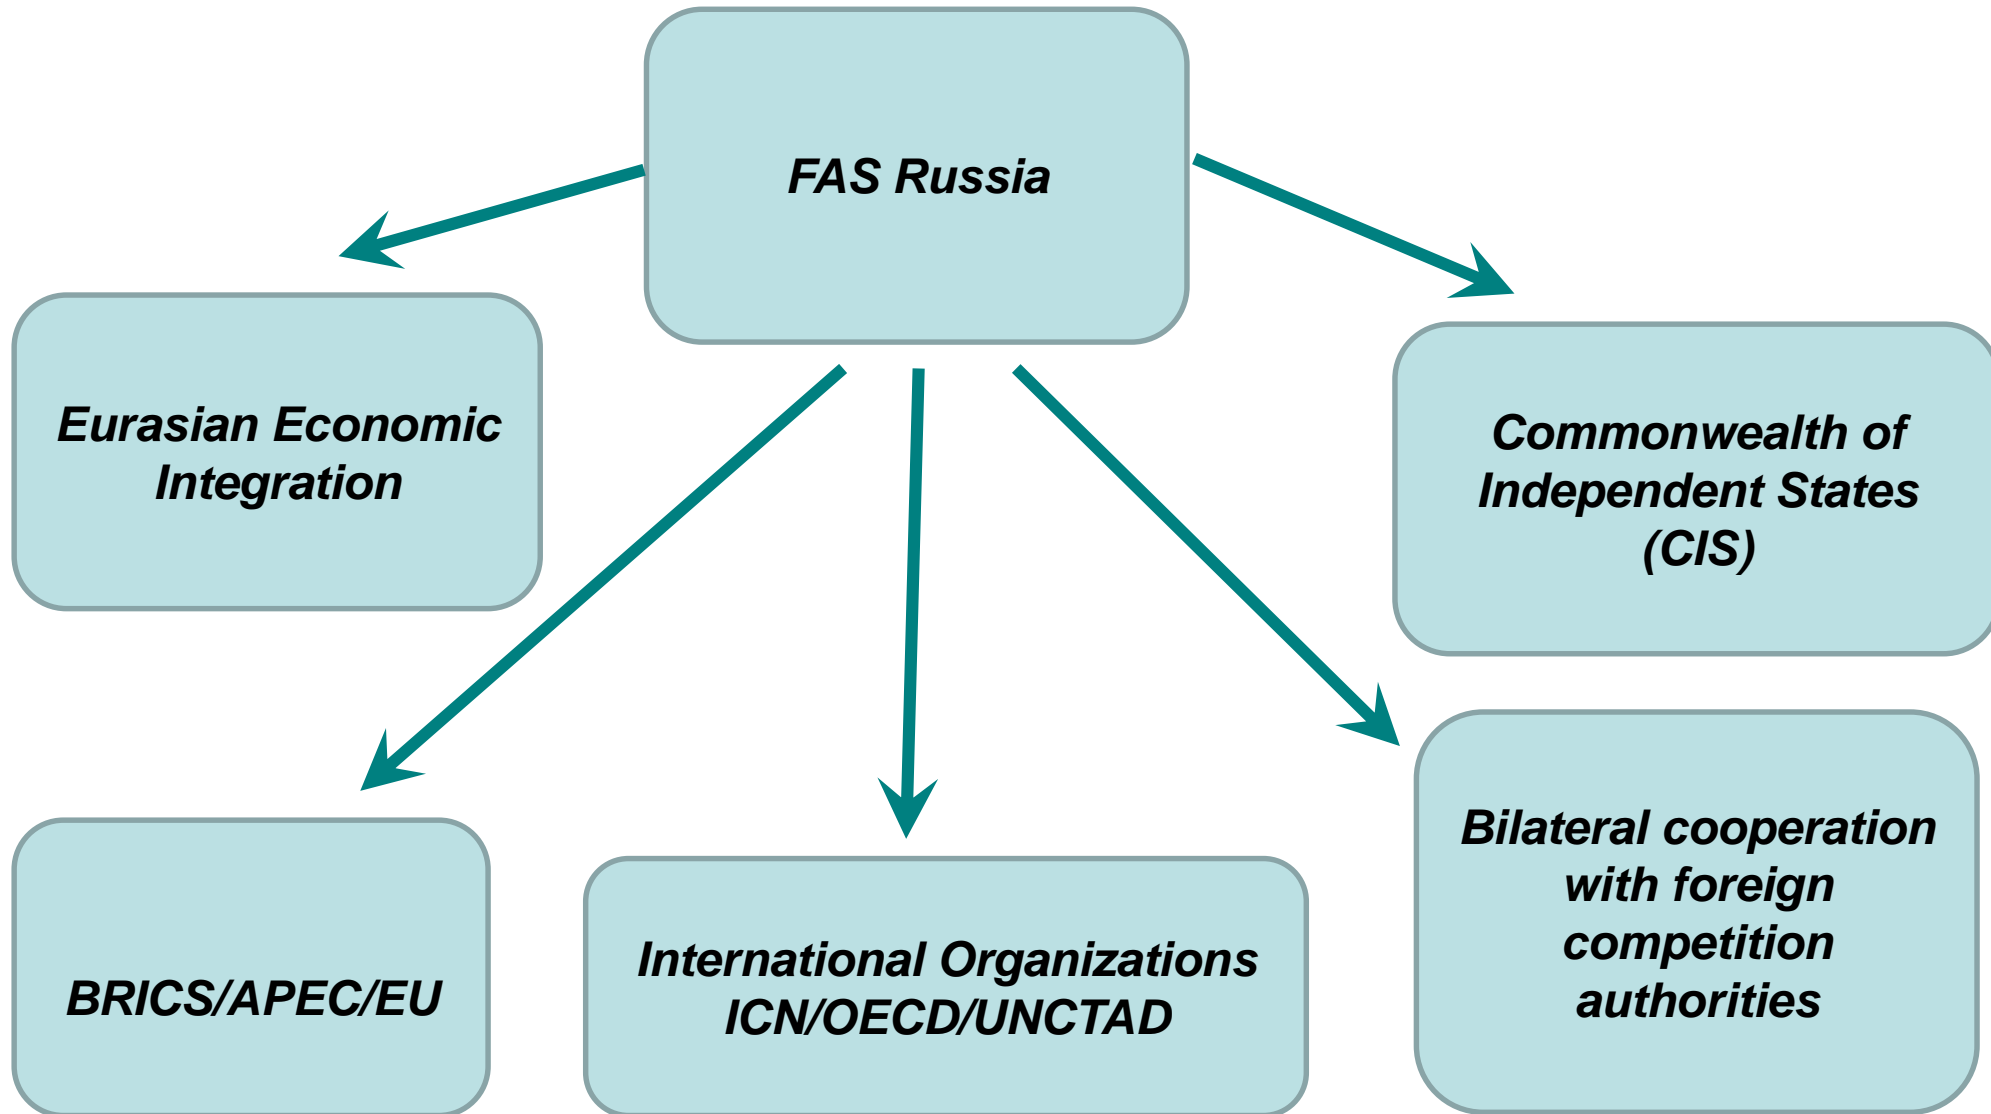 FAS Russia
Eurasian Economic
Integration
Commonwealth of
Independent States
(CIS)
BRICS/APEC/EU
International Organizations
ICN/OECD/UNCTAD
Bilateral cooperation
with foreign
competition
authorities